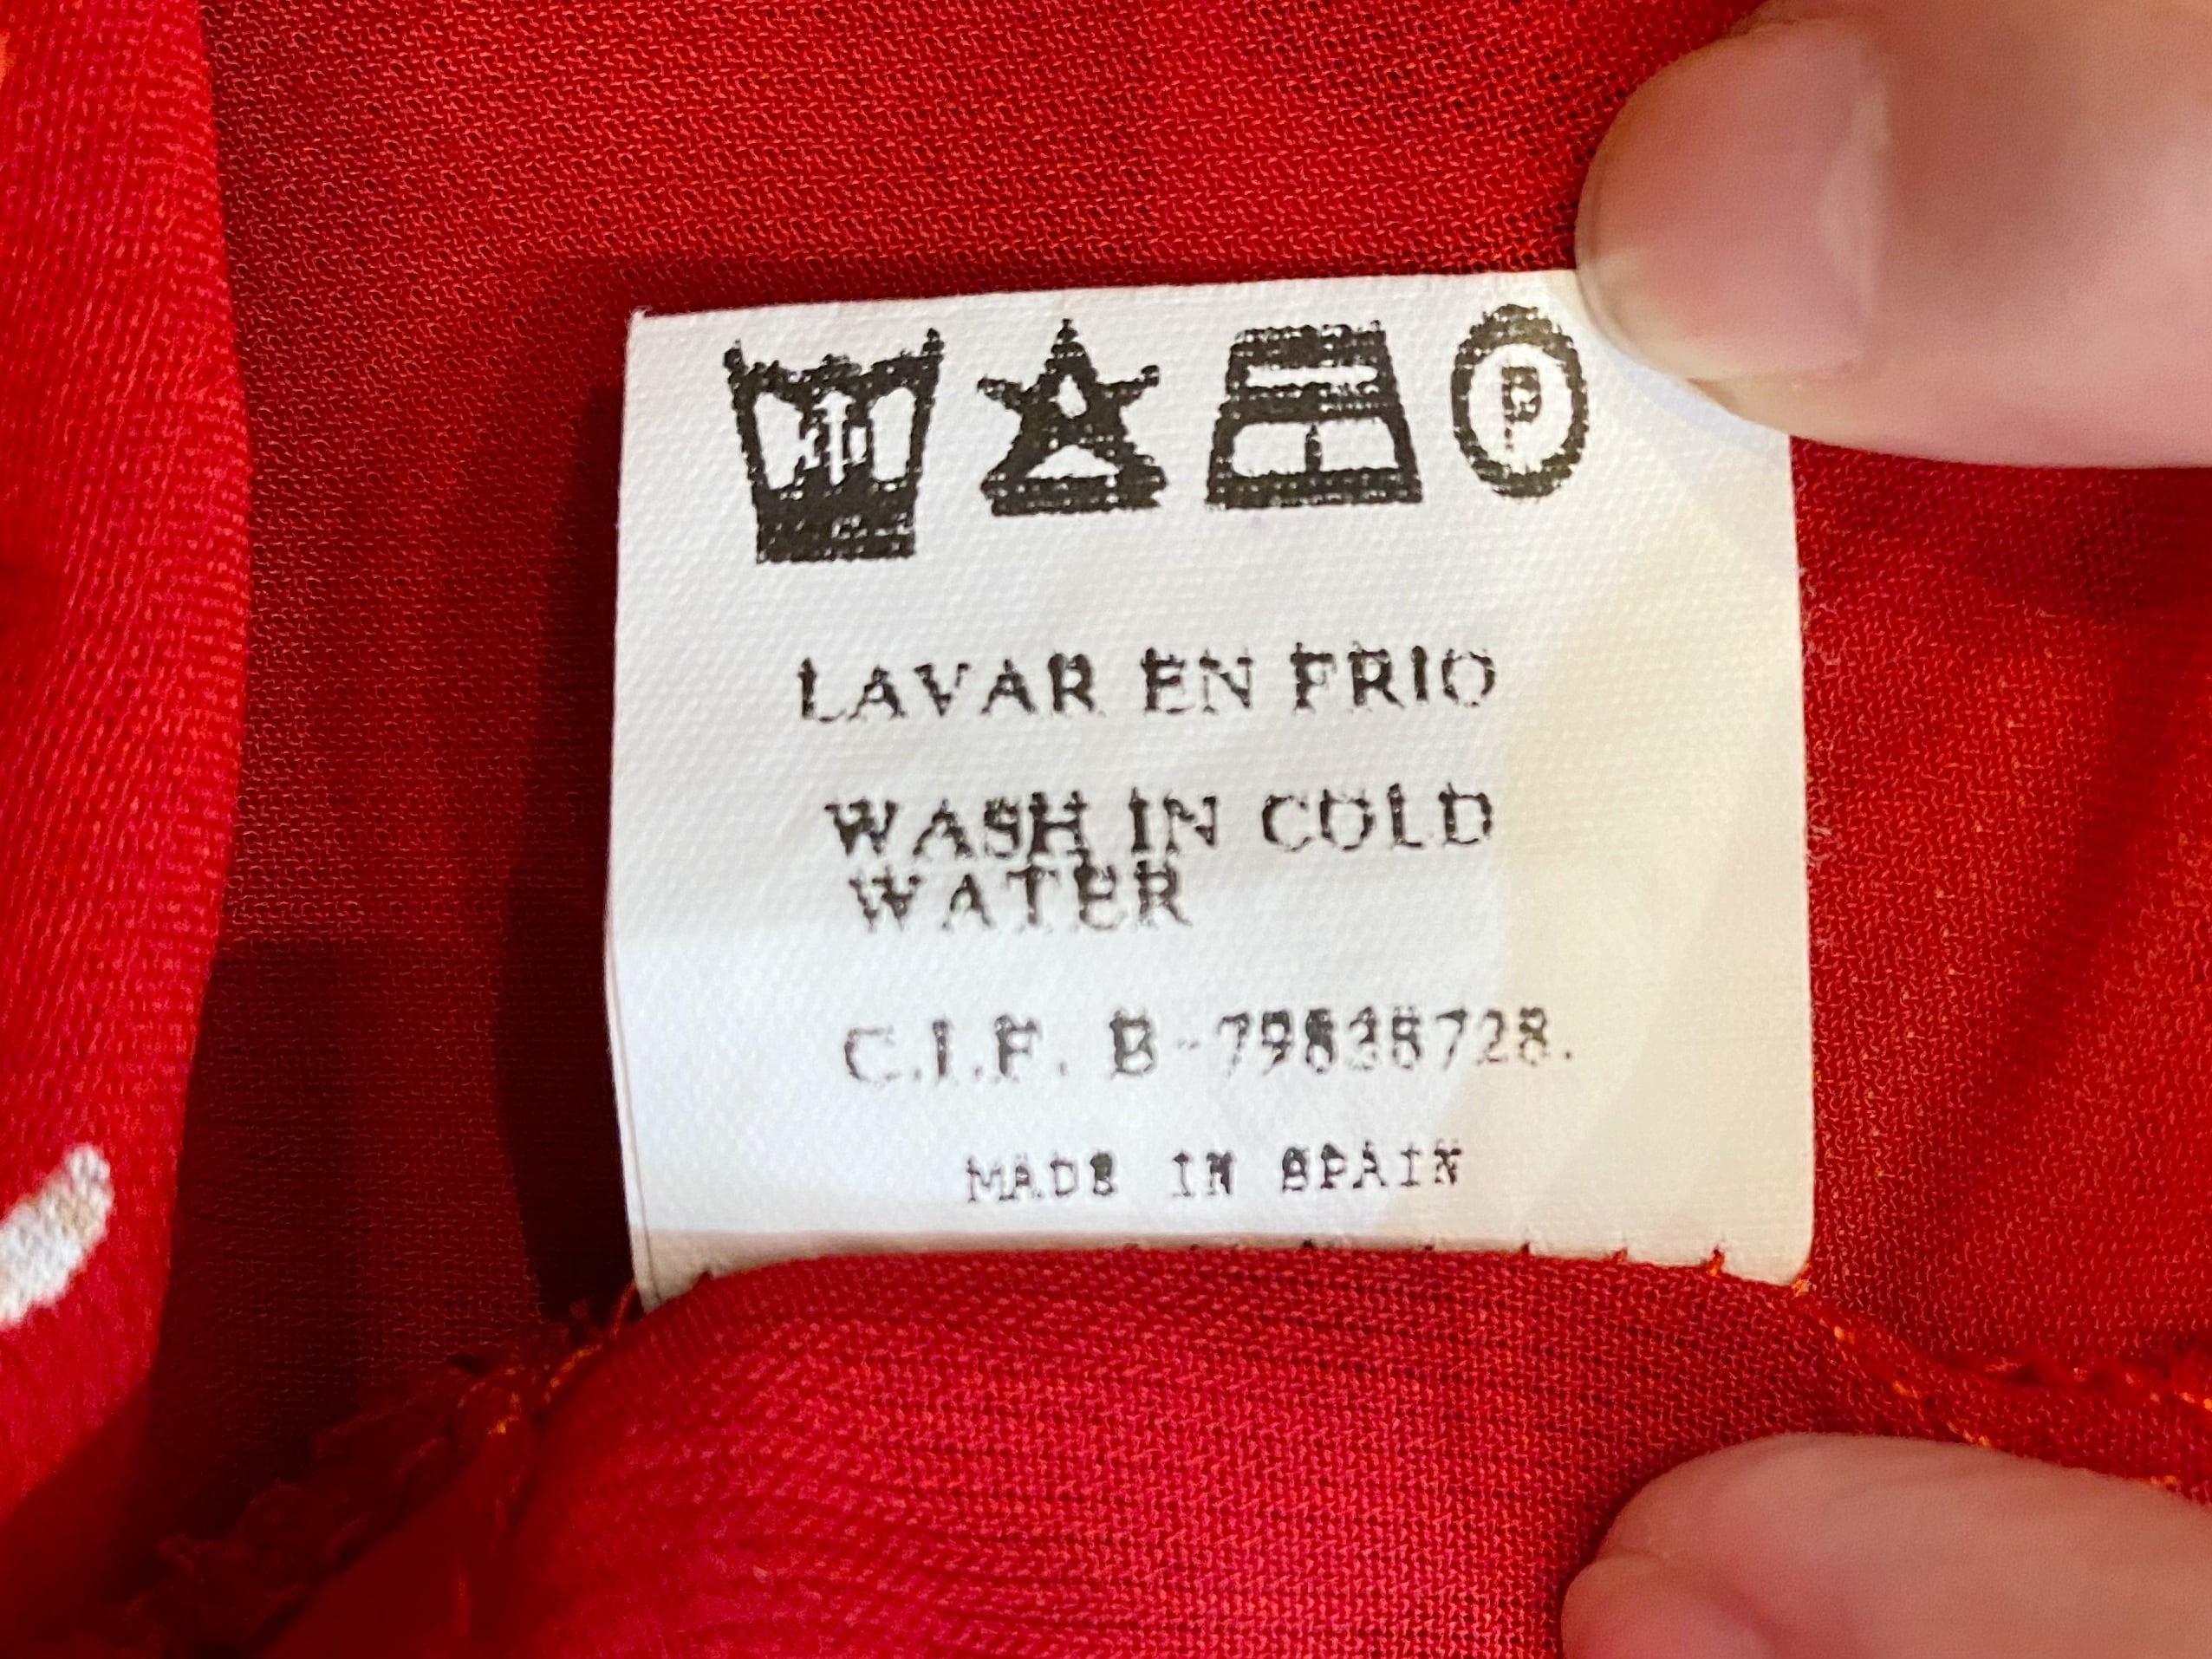 P
LAVAR EN FRIO
WASH IN COLD
WATER
C.I.F. B-79838728.
MADE IN SPAIN